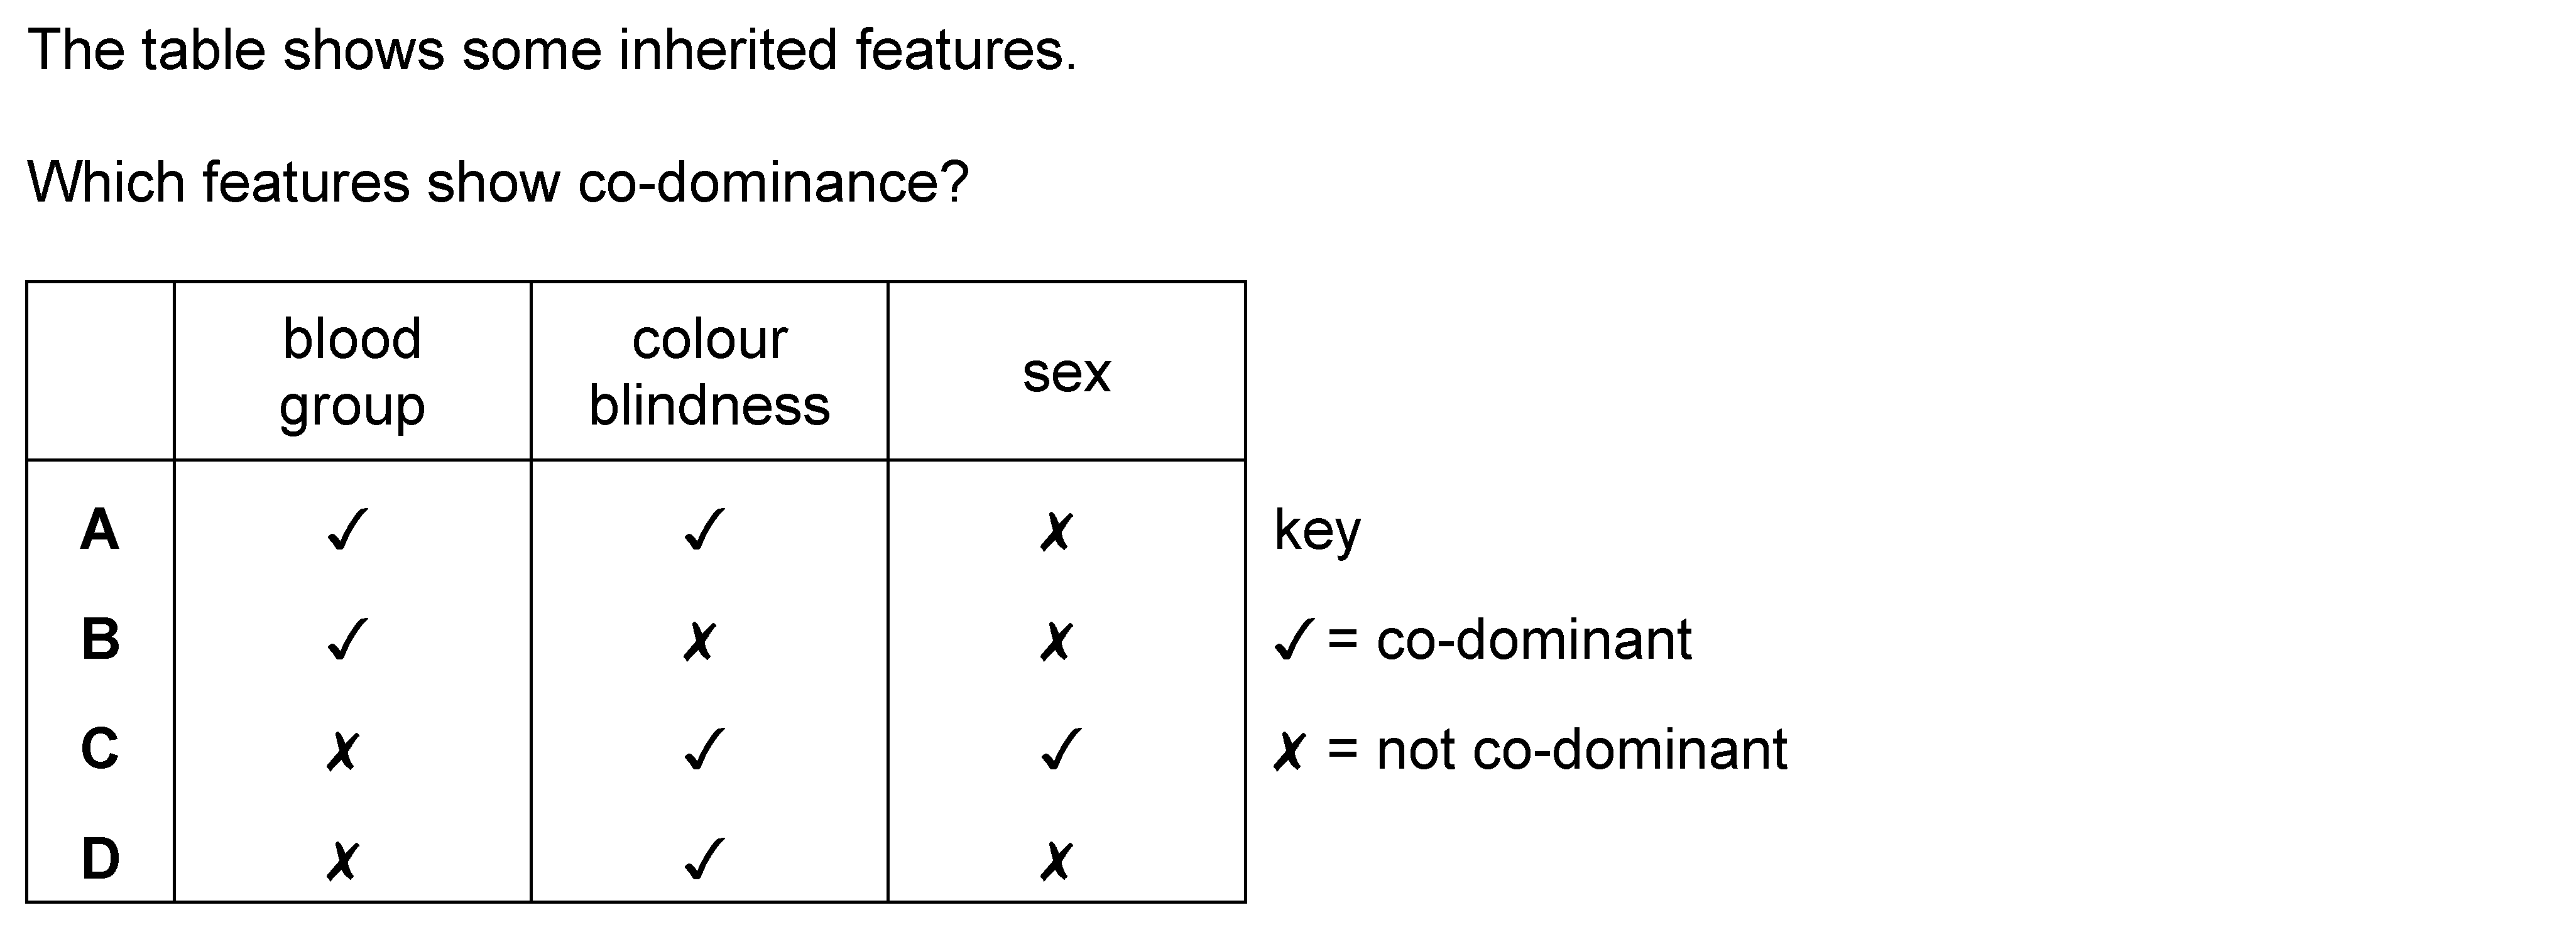 The table shows some inherited features.
Which features show co-dominance?
blood group colour blindness sex
A ✓ ✓ ✗ key
B ✓ ✗ ✗ ✓ = co-dominant
C ✗ ✓ ✓ ✗ = not co-dominant
D ✗ ✓ ✗